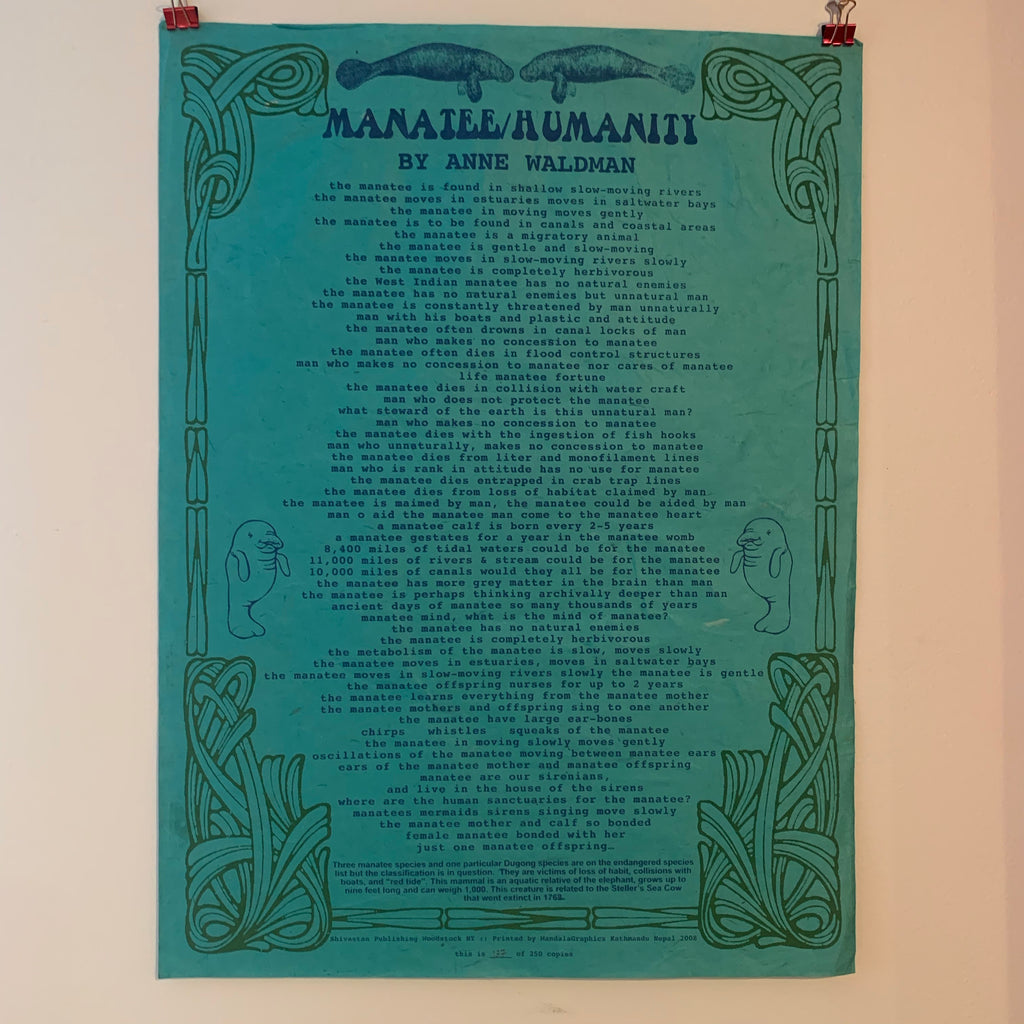 MANATEE/HUMANITY
BY ANNE WALDMAN
the manatee is found in shallow slow-moving rivers
the manatee moves in estuaries moves in saltwater bays
the manatee in moving moves gently
the manatee is to be found in canals and coastal areas
the manatee is a migratory animal
the manatee is gentle and slow-moving
the manatee moves in slow-moving rivers slowly
the manatee is completely herbivorous
the West Indian manatee has no natural enemies
the manatee has no natural enemies but unnatural man
the manatee is constantly threatened by man unnaturally
man with his boats and plastic and attitude
the manatee often drowns in canal locks of man
man who makes no concession to manatee
the manatee often dies in flood control structures
man who makes no concession to manatee nor cares of manatee
life manatee fortune
the manatee dies in collision with water craft
man who does not protect the manatee
what steward of the earth is this unnatural man?
man who makes no concession to manatee
the manatee dies with the ingestion of fish hooks
man who unnaturally, makes no concession to manatee
the manatee dies from liter and monofilament lines
man who is rank in attitude has no use for manatee
the manatee dies entrapped in crab trap lines
the manatee dies from loss of habitat claimed by man
the manatee is maimed by man, the manatee could be aided by man
man o aid the manatee man come to the manatee heart
a manatee calf is born every 2-5 years
a manatee gestates for a year in the manatee womb
8,400 miles of tidal waters could be for the manatee
11,000 miles of rivers & stream could be for the manatee
10,000 miles of canals would they all be for the manatee
the manatee has more grey matter in the brain than man
the manatee is perhaps thinking archivally deeper than man
ancient days of manatee so many thousands of years
manatee mind, what is the mind of manatee?
the manatee has no natural enemies
the manatee is completely herbivorous
the metabolism of the manatee is slow, moves slowly
the manatee moves in estuaries, moves in saltwater bays
the manatee moves in slow-moving rivers slowly the manatee is gentle
the manatee offspring nurses for up to 2 years
the manatee learns everything from the manatee mother
the manatee mothers and offspring sing to one another
the manatee have large ear-bones
chirps whistles squeaks of the manatee
the manatee in moving slowly moves gently
oscillations of the manatee moving between manatee ears
ears of the manatee mother and manatee offspring
manatee are our sirenians,
and live in the house of the sirens
where are the human sanctuaries for the manatee?
manatees mermaids sirens singing move slowly
the manatee mother and calf so bonded
female manatee bonded with her
just one manatee offspring…
Three manatee species and one particular Dugong species are on the endangered species
list but the classification is in question. They are victims of loss of habit, collisions with
boats, and "red tide". This mammal is an aquatic relative of the elephant, grows up to
nine feet long and can weigh 1,000. This creature is related to the Steller's Sea Cow
that went extinct in 1768.
Shivastan Publishing Woodstock NY :: Printed by MandalaGraphics Kathmandu Nepal 2008
this is of 250 copies